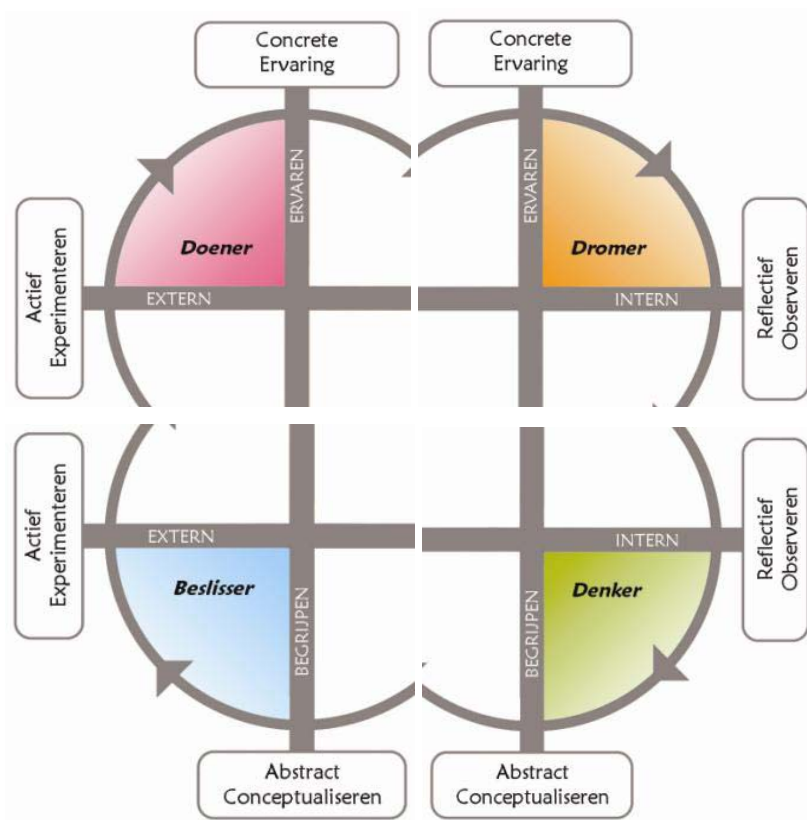 Concrete
Ervaring
ERVAREN
Doener
EXTERN
Actief
Experimenteren
Concrete
Ervaring
ERVAREN
Dromer
INTERN
Reflectief
Observeren
Actief
Experimenteren
EXTERN
Beslisser
BEGRIJPEN
Abstract
Conceptualiseren
INTERN
Denker
BEGRIJPEN
Reflectief
Observeren
Abstract
Conceptualiseren